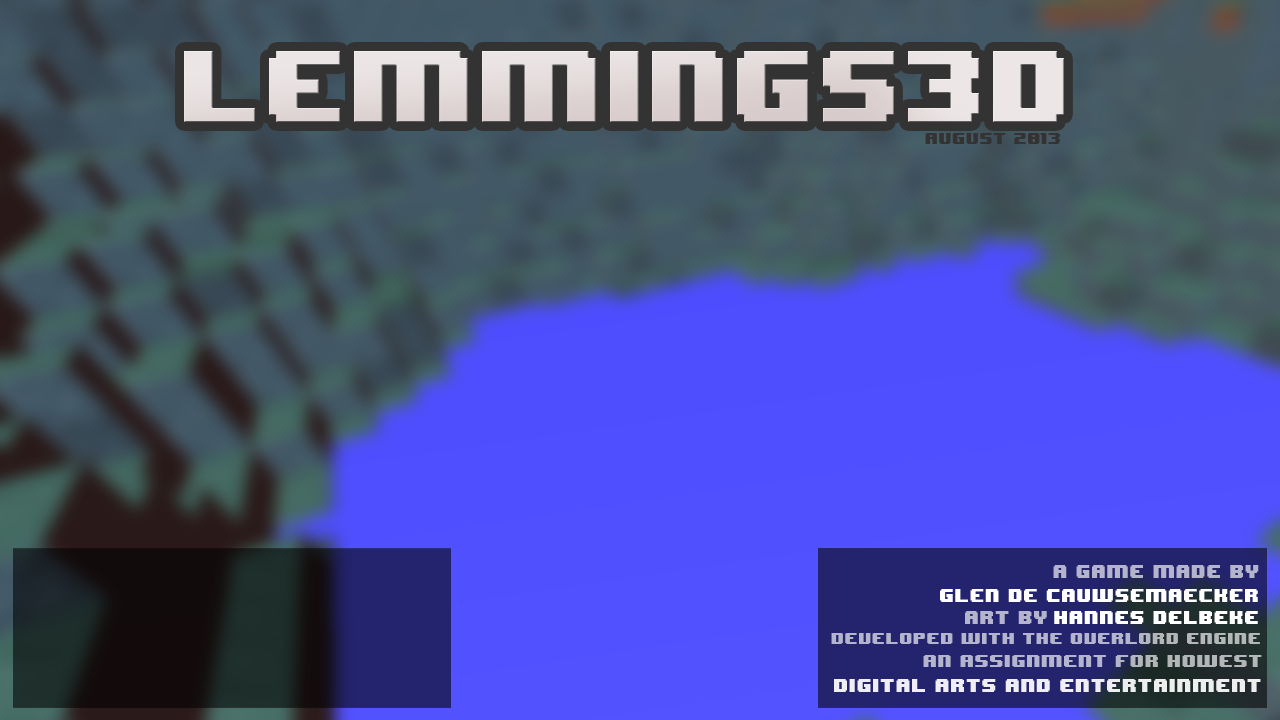 LEMMINGS3D
AUGUST 2013
A GAME MADE BY
GLEN DE CAUWSEMAECKER
ART BY HANNES DELBEKE
DEVELOPED WITH THE OVERLORD ENGINE
AN ASSIGNMENT FOR HOWEST
DIGITAL ARTS AND ENTERTAINMENT